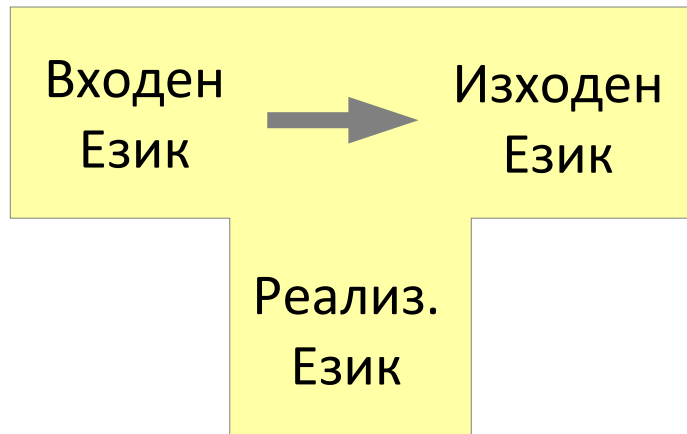 Входен
Език
Изходен
Език
Реализ.
Език